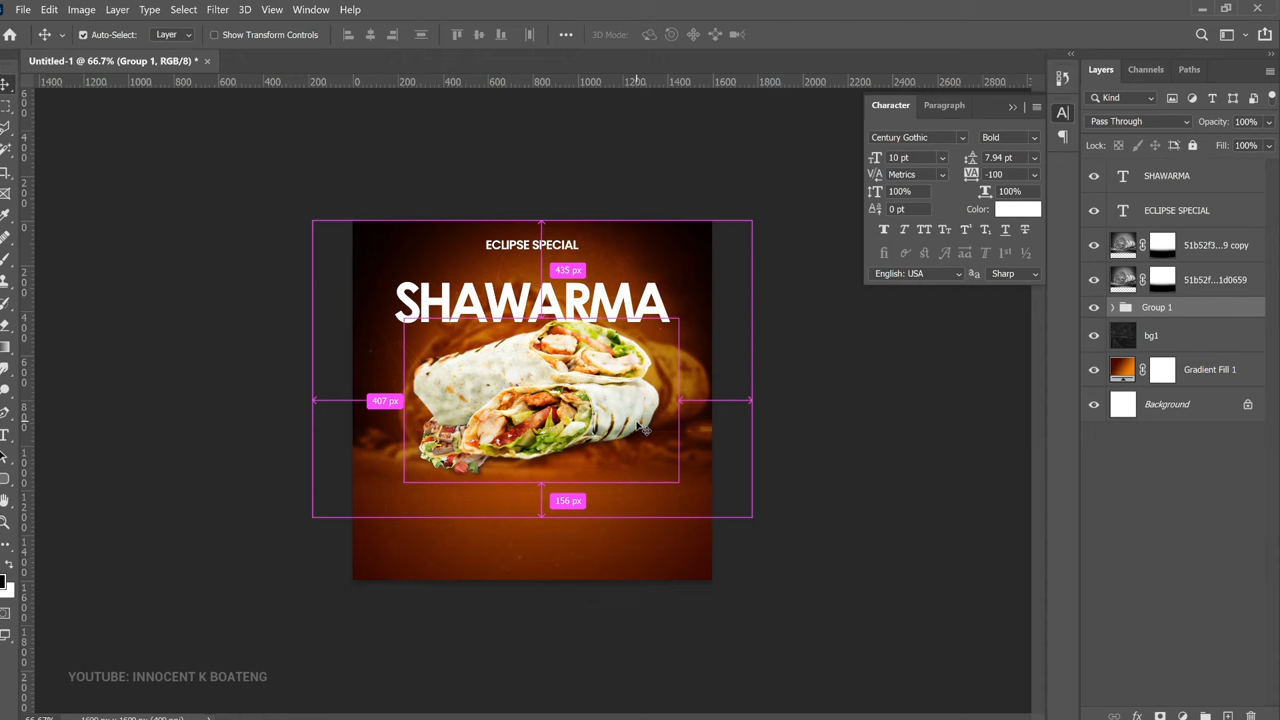 File Edit Image Layer Type Select Filter 3D View Window Help
Auto-Select: Layer Show Transform Controls 3D Mode:
Untitled-1 @ 66.7% (Group 1, RGB/8) *
1400 1200 1000 800 600 400 200 0 200 400 600 800 1000 1200 1400 1600 1800 2000 2200 2400 2600 2800
Character Paragraph
Century Gothic Bold
10 pt 7.94 pt
Metrics -100
100% 100%
0 pt Color:
English: USA Sharp
Layers Channels Paths
Kind
Pass Through Opacity: 100%
Lock: Fill: 100%
SHAWARMA
ECLIPSE SPECIAL
51b52f3...9 copy
51b52f...1d0659
Group 1
bg1
Gradient Fill 1
Background
ECLIPSE SPECIAL
435 px
SHAWARMA
407 px
156 px
YOUTUBE: INNOCENT K BOATENG